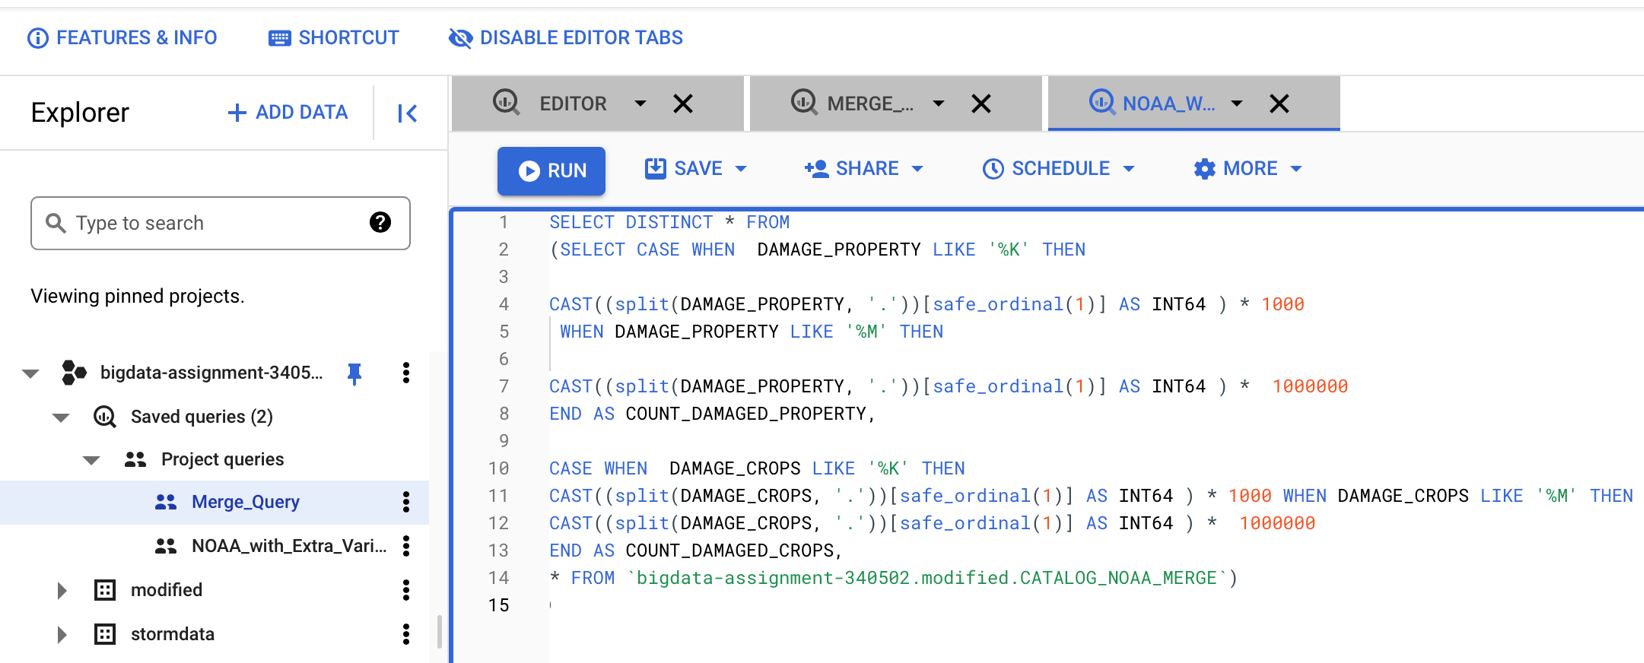 FEATURES & INFO SHORTCUT DISABLE EDITOR TABS
Explorer + ADD DATA
Type to search
Viewing pinned projects.
bigdata-assignment-3405...
Saved queries (2)
Project queries
Merge_Query
NOAA_with_Extra_Vari...
modified
stormdata
EDITOR MERGE_... NOAA_W...
RUN SAVE SHARE SCHEDULE MORE
1 SELECT DISTINCT * FROM
2 (SELECT CASE WHEN  DAMAGE_PROPERTY LIKE '%K' THEN
3
4 CAST((split(DAMAGE_PROPERTY, '.'))[safe_ordinal(1)] AS INT64 ) * 1000
5  WHEN DAMAGE_PROPERTY LIKE '%M' THEN
6
7 CAST((split(DAMAGE_PROPERTY, '.'))[safe_ordinal(1)] AS INT64 ) *  1000000
8 END AS COUNT_DAMAGED_PROPERTY,
9
10 CASE WHEN  DAMAGE_CROPS LIKE '%K' THEN
11 CAST((split(DAMAGE_CROPS, '.'))[safe_ordinal(1)] AS INT64 ) * 1000 WHEN DAMAGE_CROPS LIKE '%M' THEN
12 CAST((split(DAMAGE_CROPS, '.'))[safe_ordinal(1)] AS INT64 ) *  1000000
13 END AS COUNT_DAMAGED_CROPS,
14 * FROM `bigdata-assignment-340502.modified.CATALOG_NOAA_MERGE`)
15